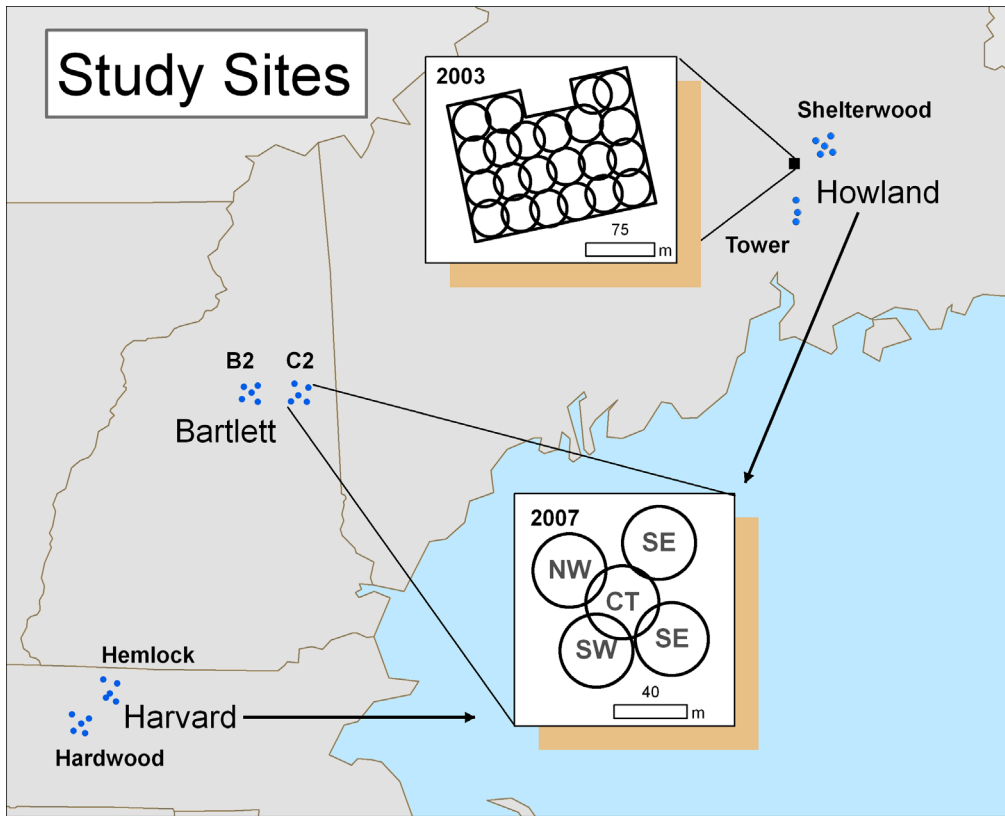 Study Sites
2003
75
m
Shelterwood
Howland
Tower
B2
C2
Bartlett
2007
SE
NW
CT
SE
SW
40
m
Hemlock
Harvard
Hardwood